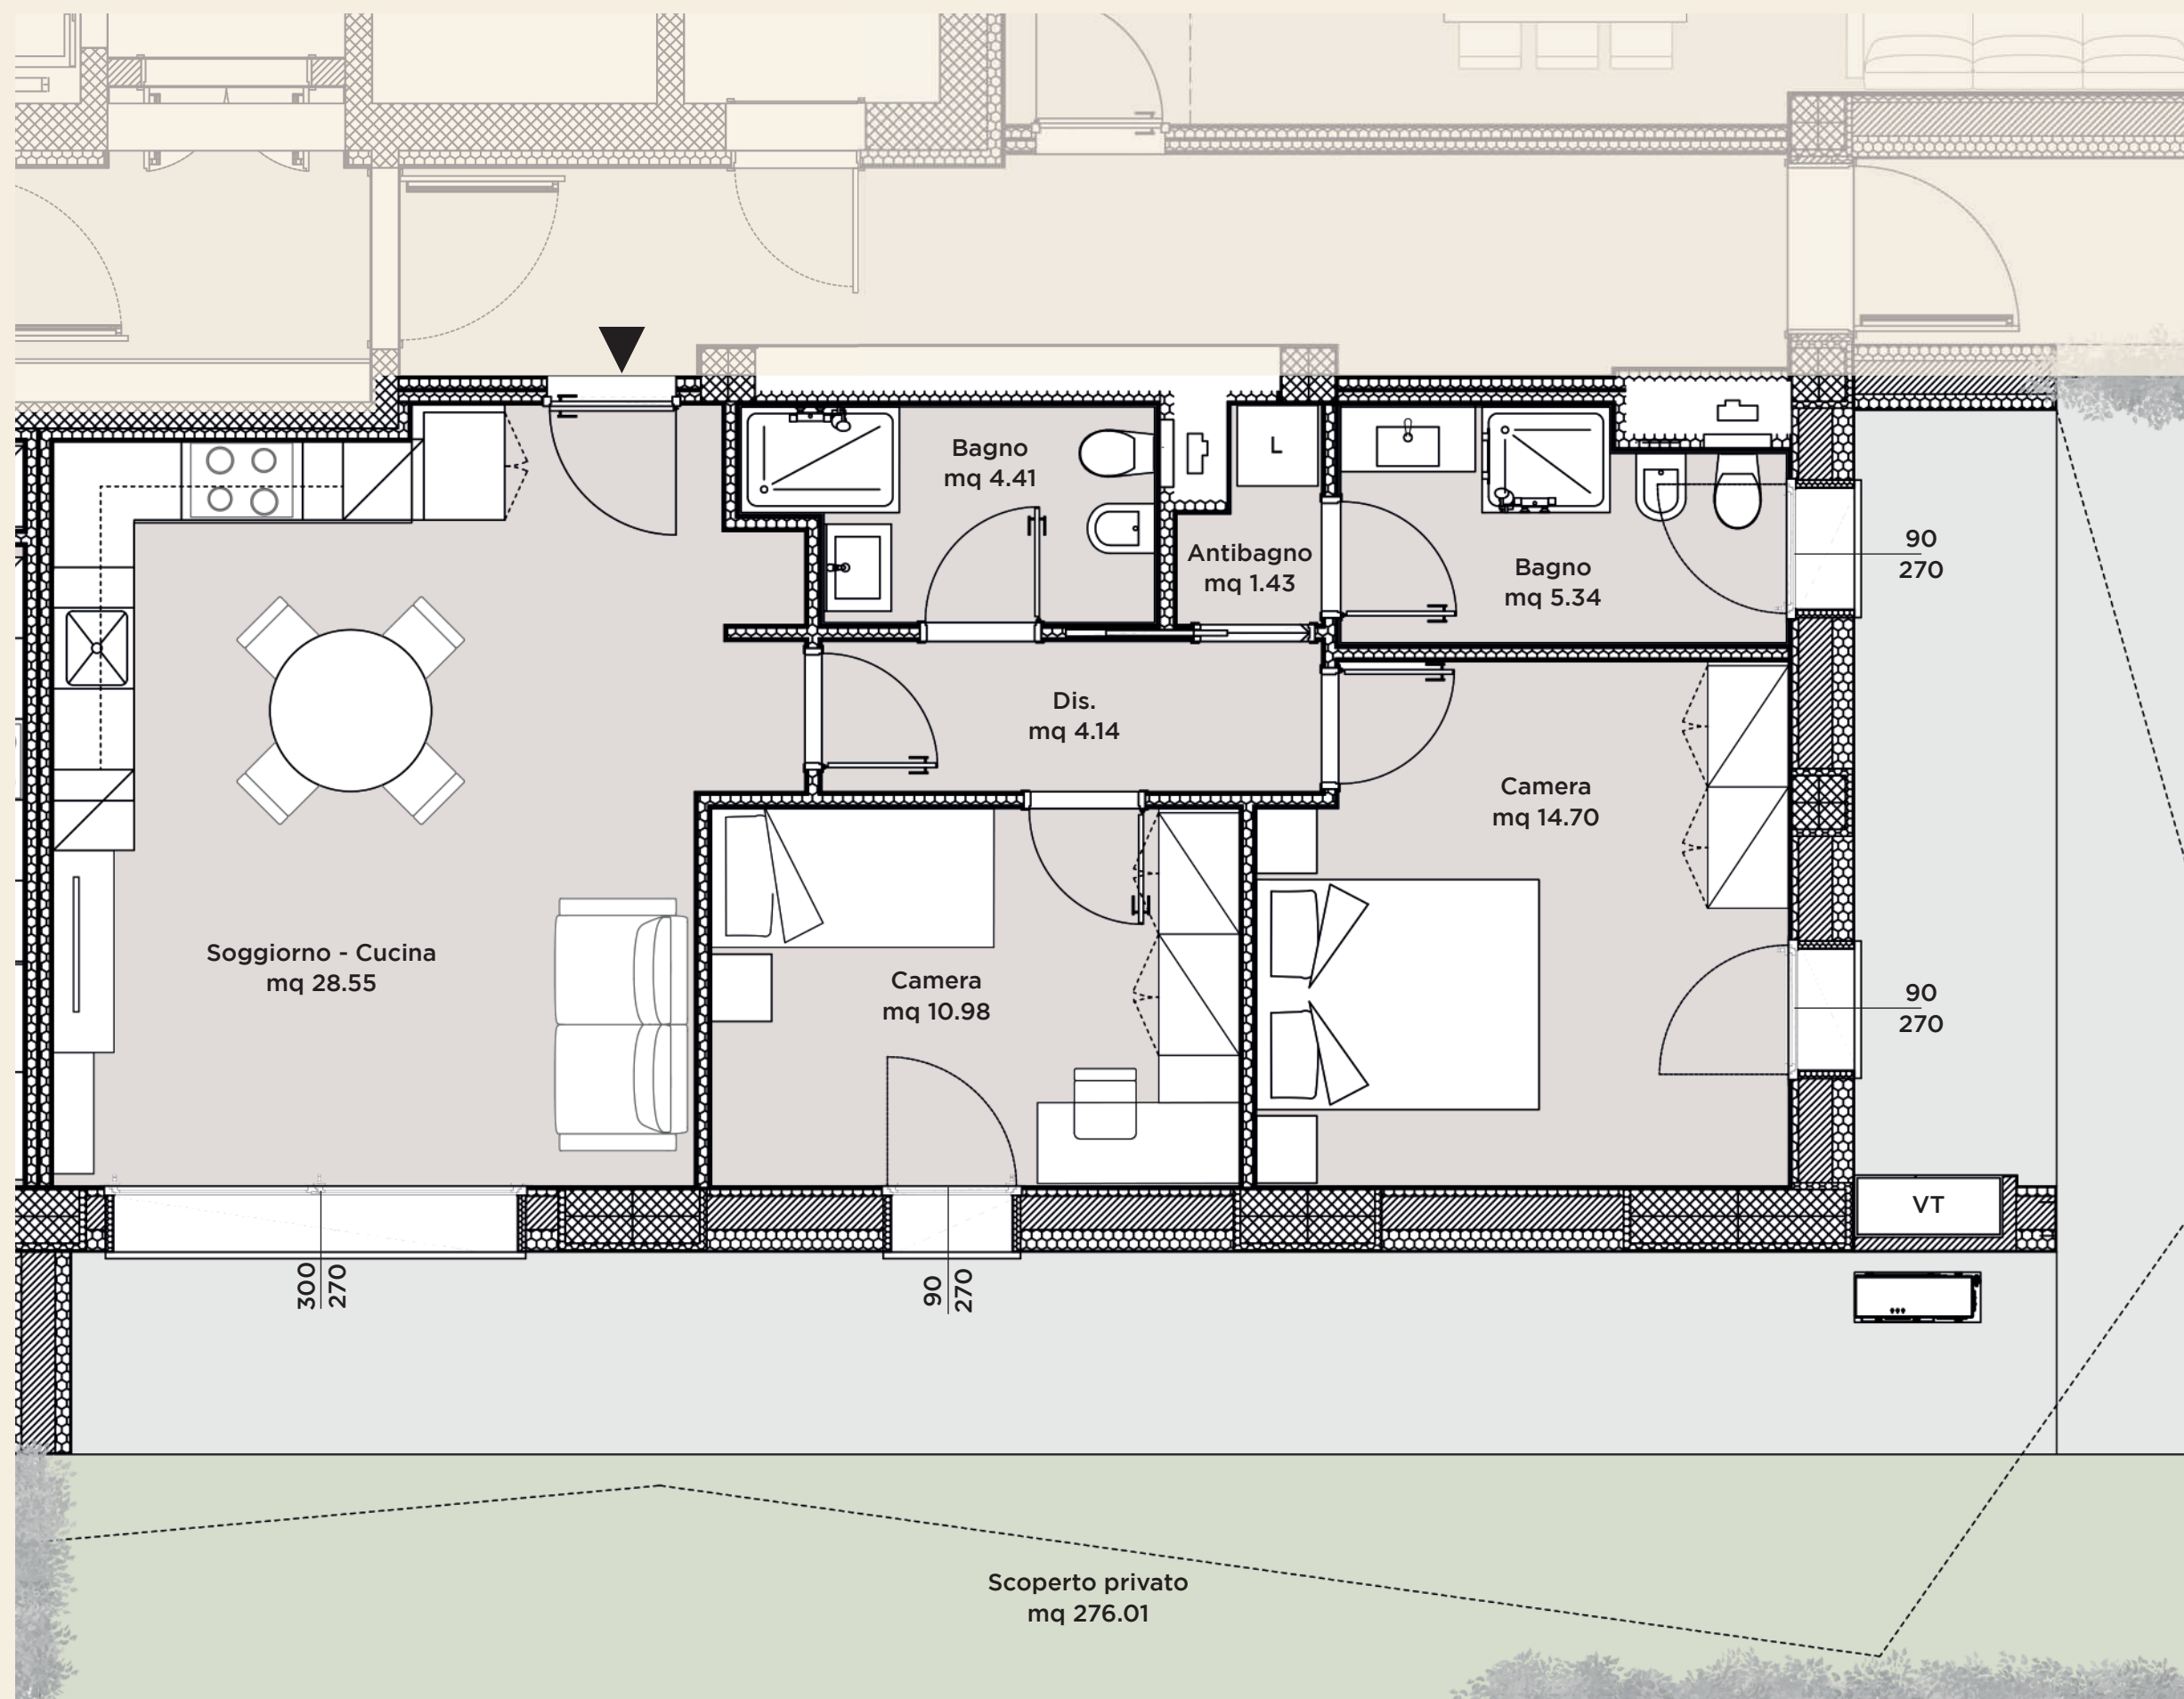 Bagno
mq 4.41
L
Antibagno
mq 1.43
Bagno
mq 5.34
90
270
Dis.
mq 4.14
Camera
mq 14.70
Soggiorno - Cucina
mq 28.55
Camera
mq 10.98
90
270
VT
300
270
90
270
Scoperto privato
mq 276.01